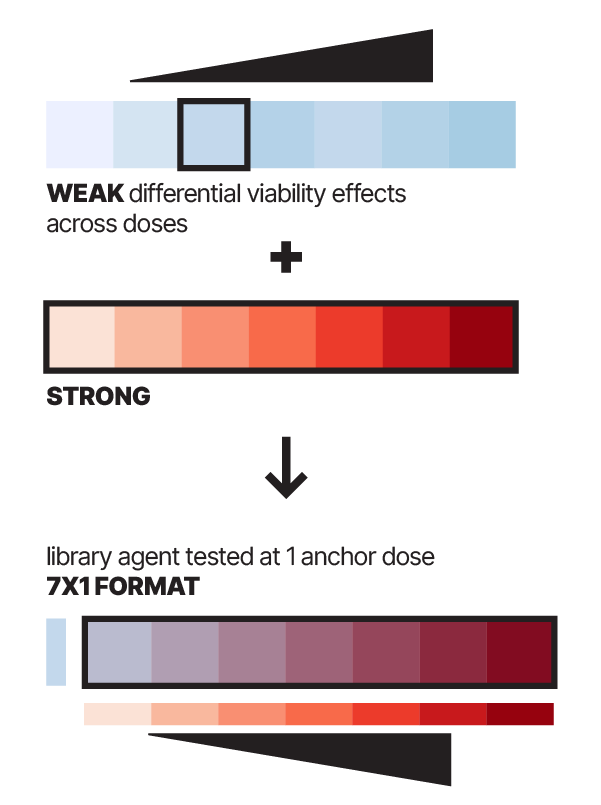 WEAK differential viability effects
across doses
STRONG
library agent tested at 1 anchor dose
7X1 FORMAT